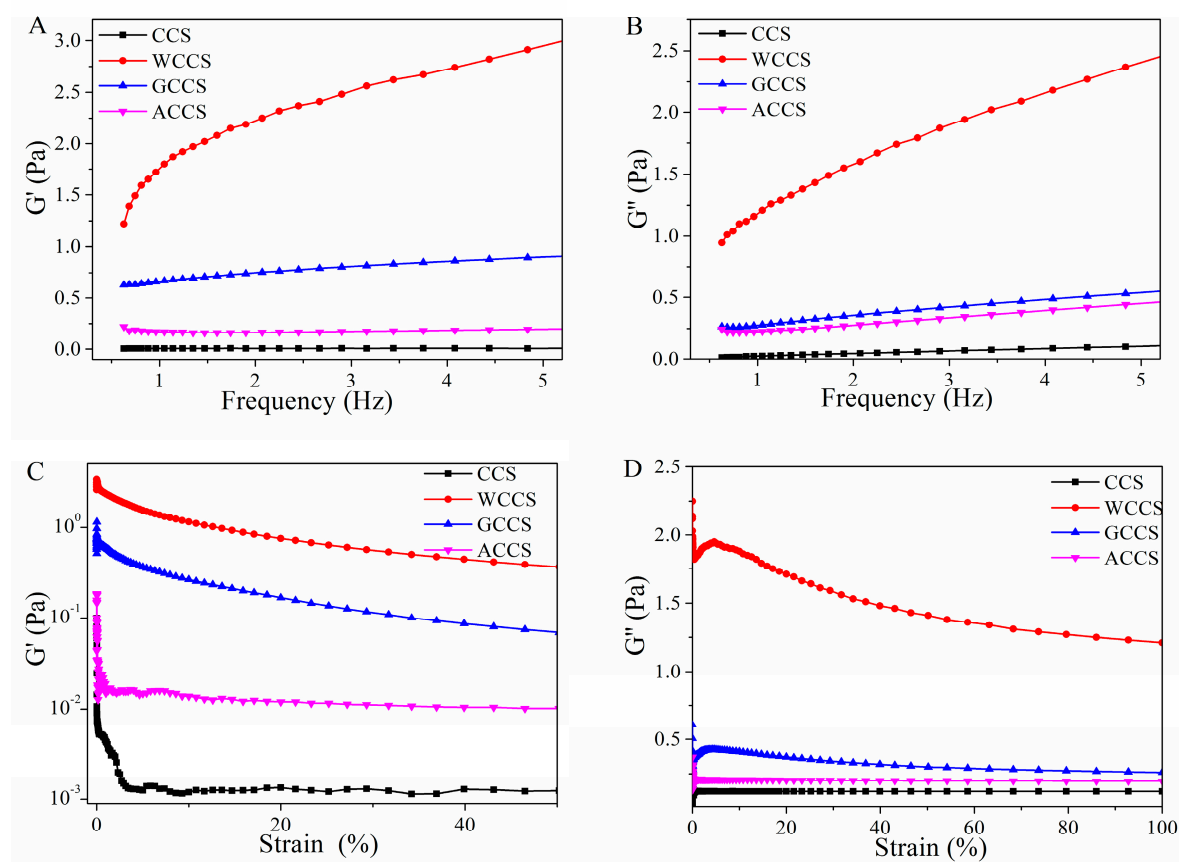 A
CCS
WCCS
GCCS
ACCS
G' (Pa)
3.0
2.5
2.0
1.5
1.0
0.5
0.0
1 2 3 4 5
Frequency (Hz)
B
CCS
WCCS
GCCS
ACCS
G'' (Pa)
2.5
2.0
1.5
1.0
0.5
0.0
1 2 3 4 5
Frequency (Hz)
C
CCS
WCCS
GCCS
ACCS
G' (Pa)
10^0
10^-1
10^-2
10^-3
0 20 40
Strain (%)
D
CCS
WCCS
GCCS
ACCS
G'' (Pa)
2.5
2.0
1.5
1.0
0.5
0 20 40 60 80 100
Strain (%)